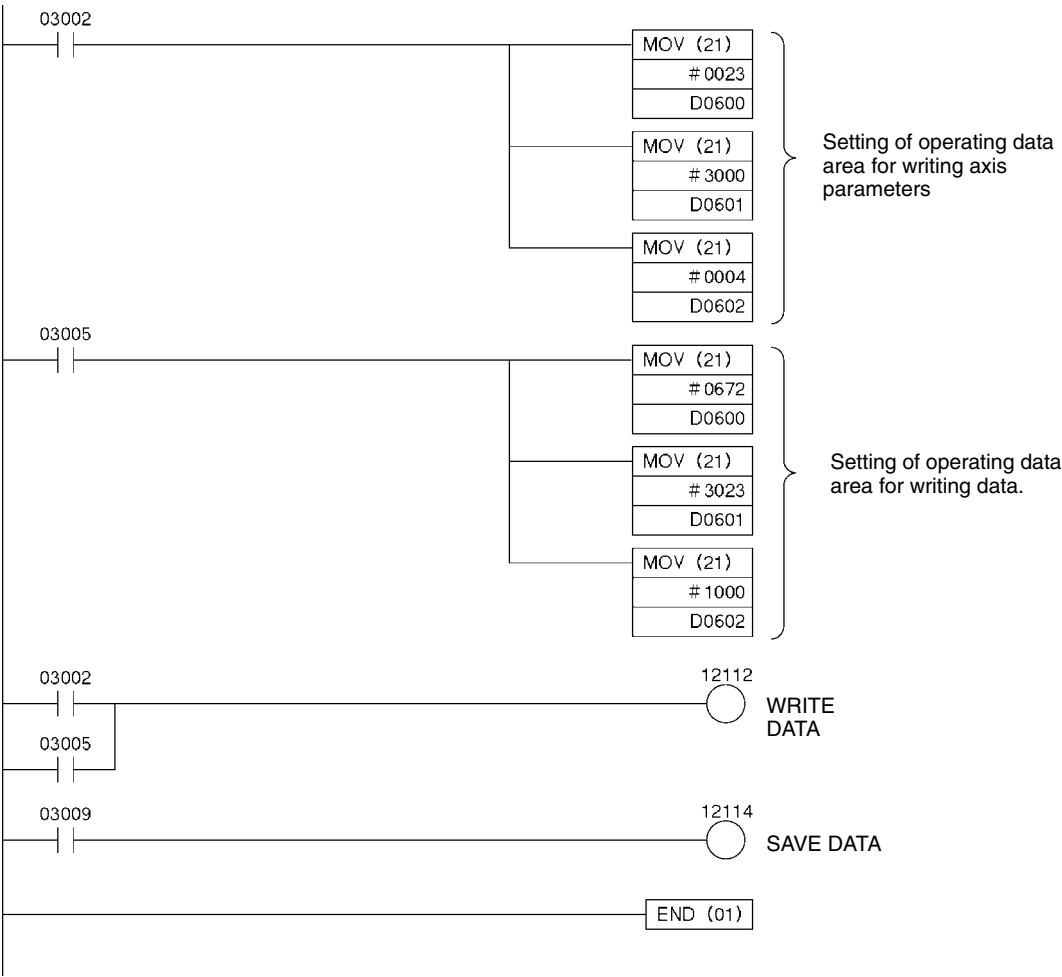 03002
MOV (21)
#0023
D0600
MOV (21)
#3000
D0601
MOV (21)
#0004
D0602
Setting of operating data
area for writing axis
parameters
03005
MOV (21)
#0672
D0600
MOV (21)
#3023
D0601
MOV (21)
#1000
D0602
Setting of operating data
area for writing data.
03002
12112
WRITE
DATA
03005
03009
12114
SAVE DATA
END (01)